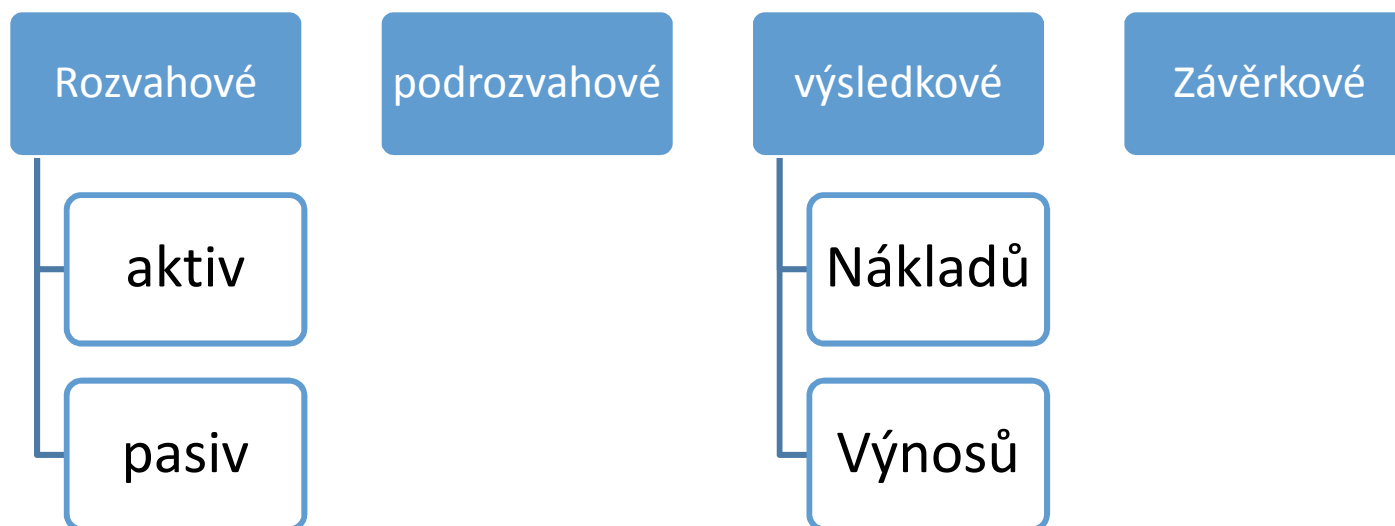 Rozvahové
podrozvahové
výsledkové
Závěrkové
aktiv
Nákladů
pasiv
Výnosů